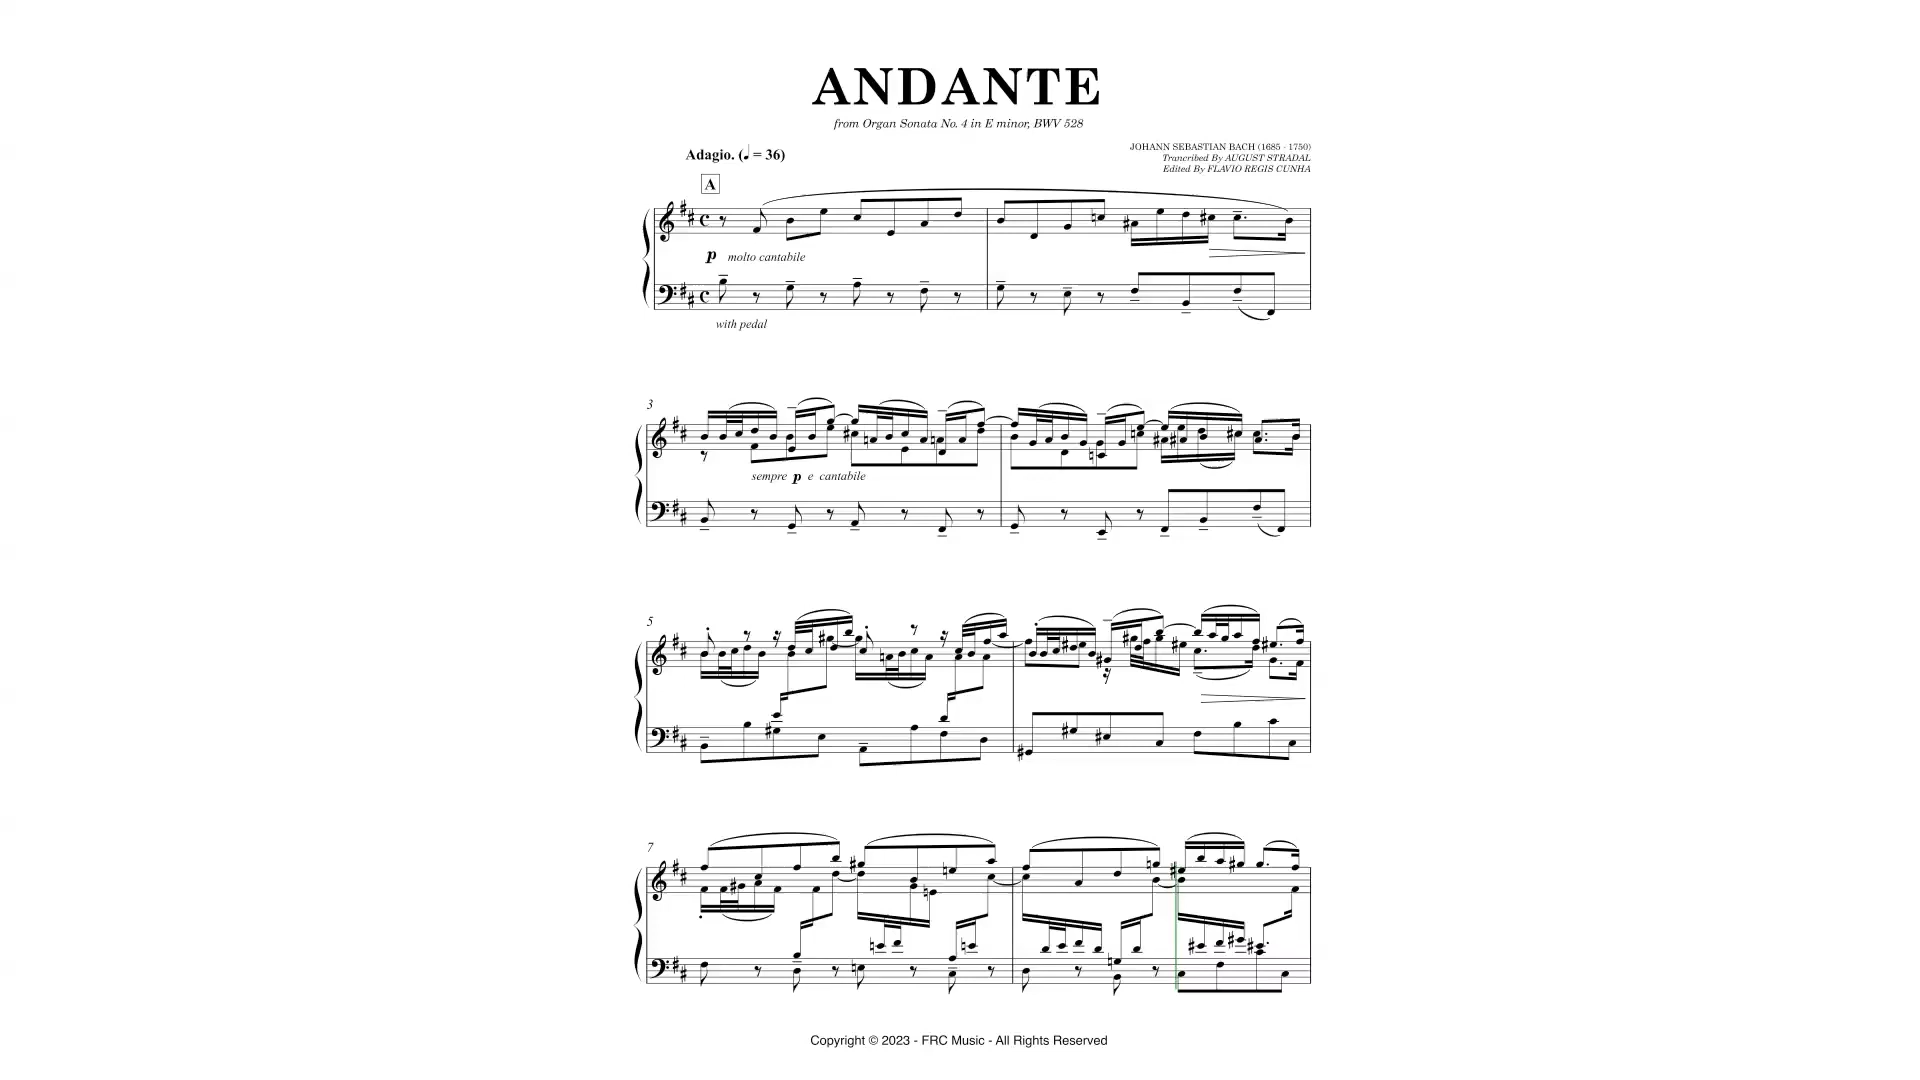 ANDANTE
from Organ Sonata No. 4 in E minor, BWV 528
JOHANN SEBASTIAN BACH (1685 - 1750)
Trancribed By AUGUST STRADAL
Edited By FLAVIO REGIS CUNHA
Adagio. (♩ = 36)
A
p molto cantabile
with pedal
3
sempre p e cantabile
5
7
Copyright © 2023 - FRC Music - All Rights Reserved